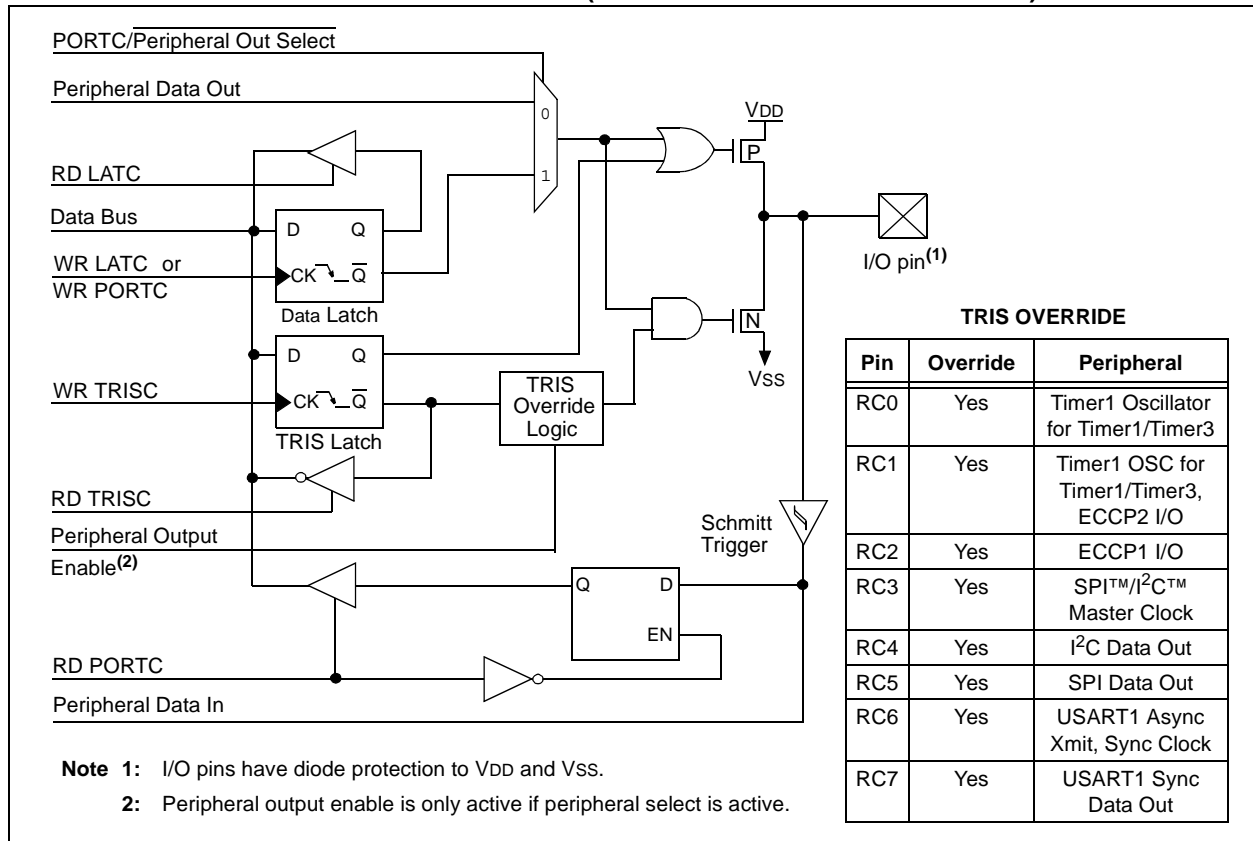 PORTC/Peripheral Out Select
Peripheral Data Out
RD LATC
Data Bus
WR LATC or
WR PORTC
D Q
CK Q
Data Latch
WR TRISC
D Q
CK Q
TRIS Latch
RD TRISC
Peripheral Output
Enable(2)
RD PORTC
Peripheral Data In
0
1
TRIS
Override
Logic
Q D
EN
VDD
P
N
VSS
I/O pin(1)
Schmitt
Trigger
TRIS OVERRIDE
Pin Override Peripheral
RC0 Yes Timer1 Oscillator
for Timer1/Timer3
RC1 Yes Timer1 OSC for
Timer1/Timer3,
ECCP2 I/O
RC2 Yes ECCP1 I/O
RC3 Yes SPI™/I²C™
Master Clock
RC4 Yes I²C Data Out
RC5 Yes SPI Data Out
RC6 Yes USART1 Async
Xmit, Sync Clock
RC7 Yes USART1 Sync
Data Out
Note 1: I/O pins have diode protection to VDD and VSS.
2: Peripheral output enable is only active if peripheral select is active.